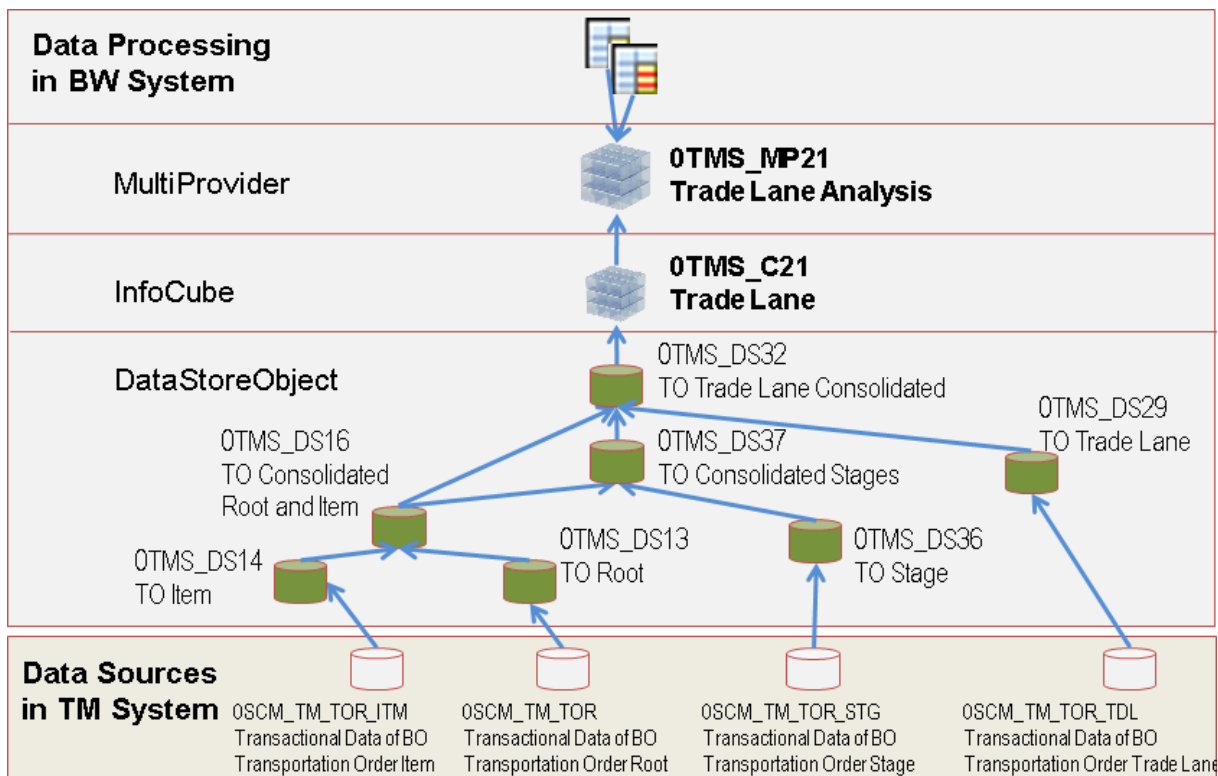 Data Processing
in BW System
MultiProvider
0TMS_MP21
Trade Lane Analysis
InfoCube
0TMS_C21
Trade Lane
DataStoreObject
0TMS_DS32
TO Trade Lane Consolidated
0TMS_DS29
TO Trade Lane
0TMS_DS16
TO Consolidated
Root and Item
0TMS_DS37
TO Consolidated Stages
0TMS_DS14
TO Item
0TMS_DS13
TO Root
0TMS_DS36
TO Stage
Data Sources
in TM System
0SCM_TM_TOR_ITM
Transactional Data of BO
Transportation Order Item
0SCM_TM_TOR
Transactional Data of BO
Transportation Order Root
0SCM_TM_TOR_STG
Transactional Data of BO
Transportation Order Stage
0SCM_TM_TOR_TDL
Transactional Data of BO
Transportation Order Trade Lane